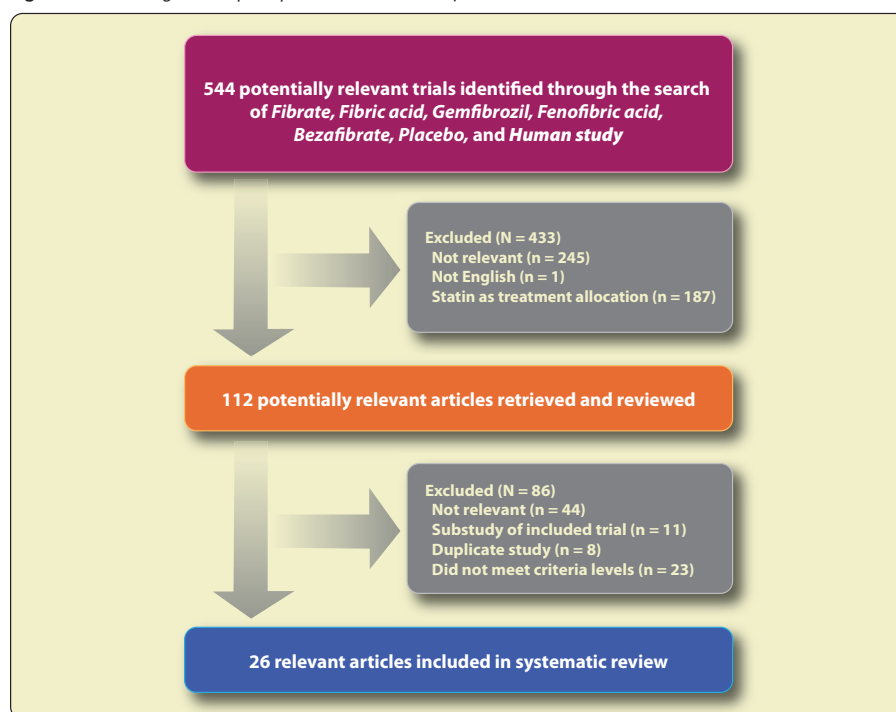 544 potentially relevant trials identified through the search
of Fibrate, Fibric acid, Gemfibrozil, Fenofibric acid,
Bezafibrate, Placebo, and Human study
Excluded (N = 433)
Not relevant (n = 245)
Not English (n = 1)
Statin as treatment allocation (n = 187)
112 potentially relevant articles retrieved and reviewed
Excluded (N = 86)
Not relevant (n = 44)
Substudy of included trial (n = 11)
Duplicate study (n = 8)
Did not meet criteria levels (n = 23)
26 relevant articles included in systematic review